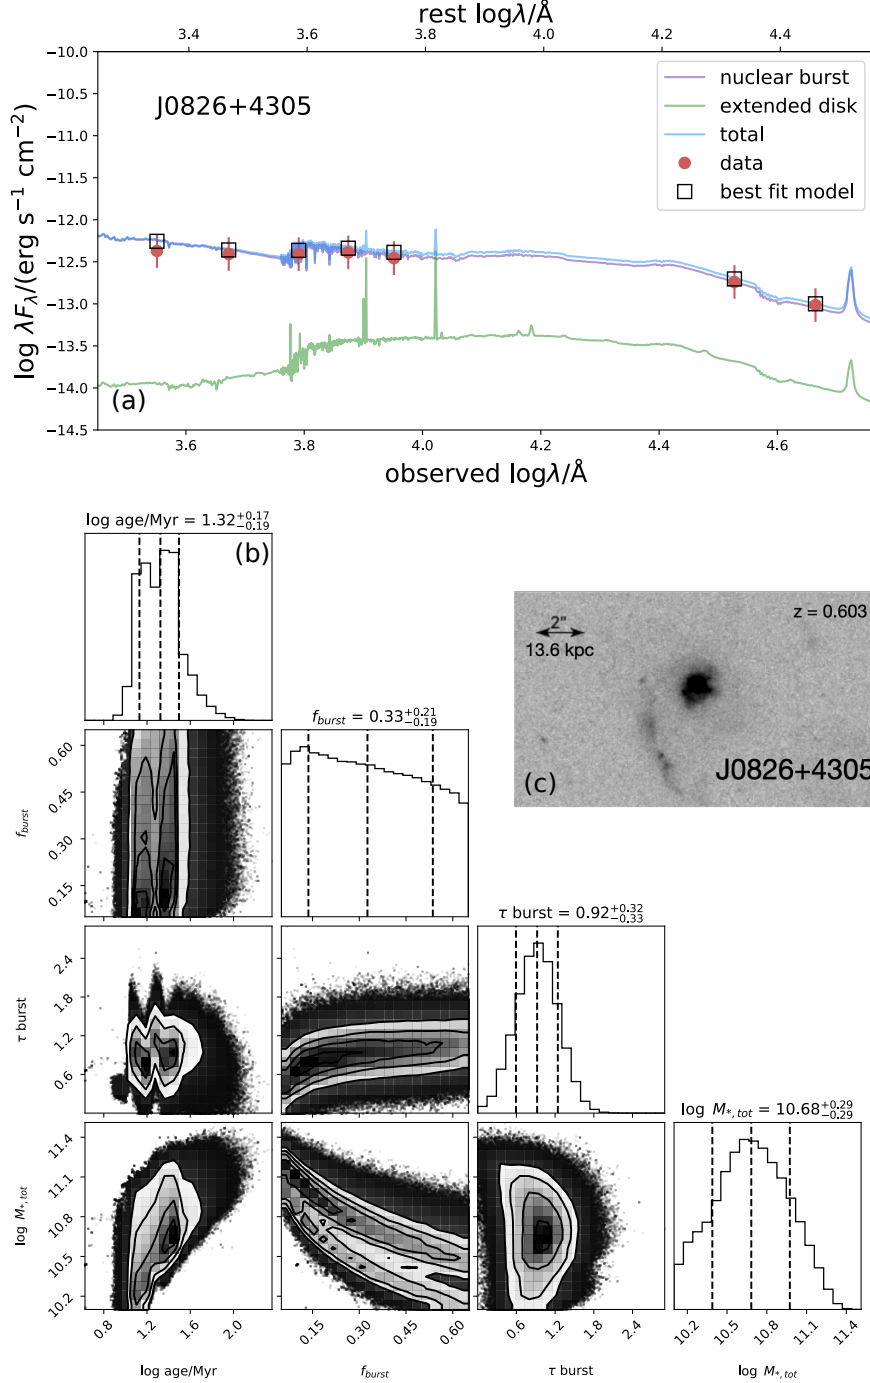 rest logλ/Å
3.4 3.6 3.8 4.0 4.2 4.4
−10.0
−10.5
−11.0
−11.5
−12.0
−12.5
−13.0
−13.5
−14.0
−14.5
log λFλ/(erg s−1 cm−2)
J0826+4305
nuclear burst
extended disk
total
data
best fit model
(a)
3.6 3.8 4.0 4.2 4.4 4.6
observed logλ/Å
log age/Myr = 1.32+0.17−0.19
(b)
z = 0.603
2"
13.6 kpc
J0826+4305
(c)
fburst = 0.33+0.21−0.19
0.60
0.45
0.30
0.15
fburst
τ burst = 0.92+0.32−0.33
2.4
1.8
1.2
0.6
τ burst
log M*,tot = 10.68+0.29−0.29
11.4
11.1
10.8
10.5
10.2
log M*,tot
0.8 1.2 1.6 2.0
0.15 0.30 0.45 0.60
0.6 1.2 1.8 2.4
10.2 10.5 10.8 11.1 11.4
log age/Myr
fburst
τ burst
log M*,tot